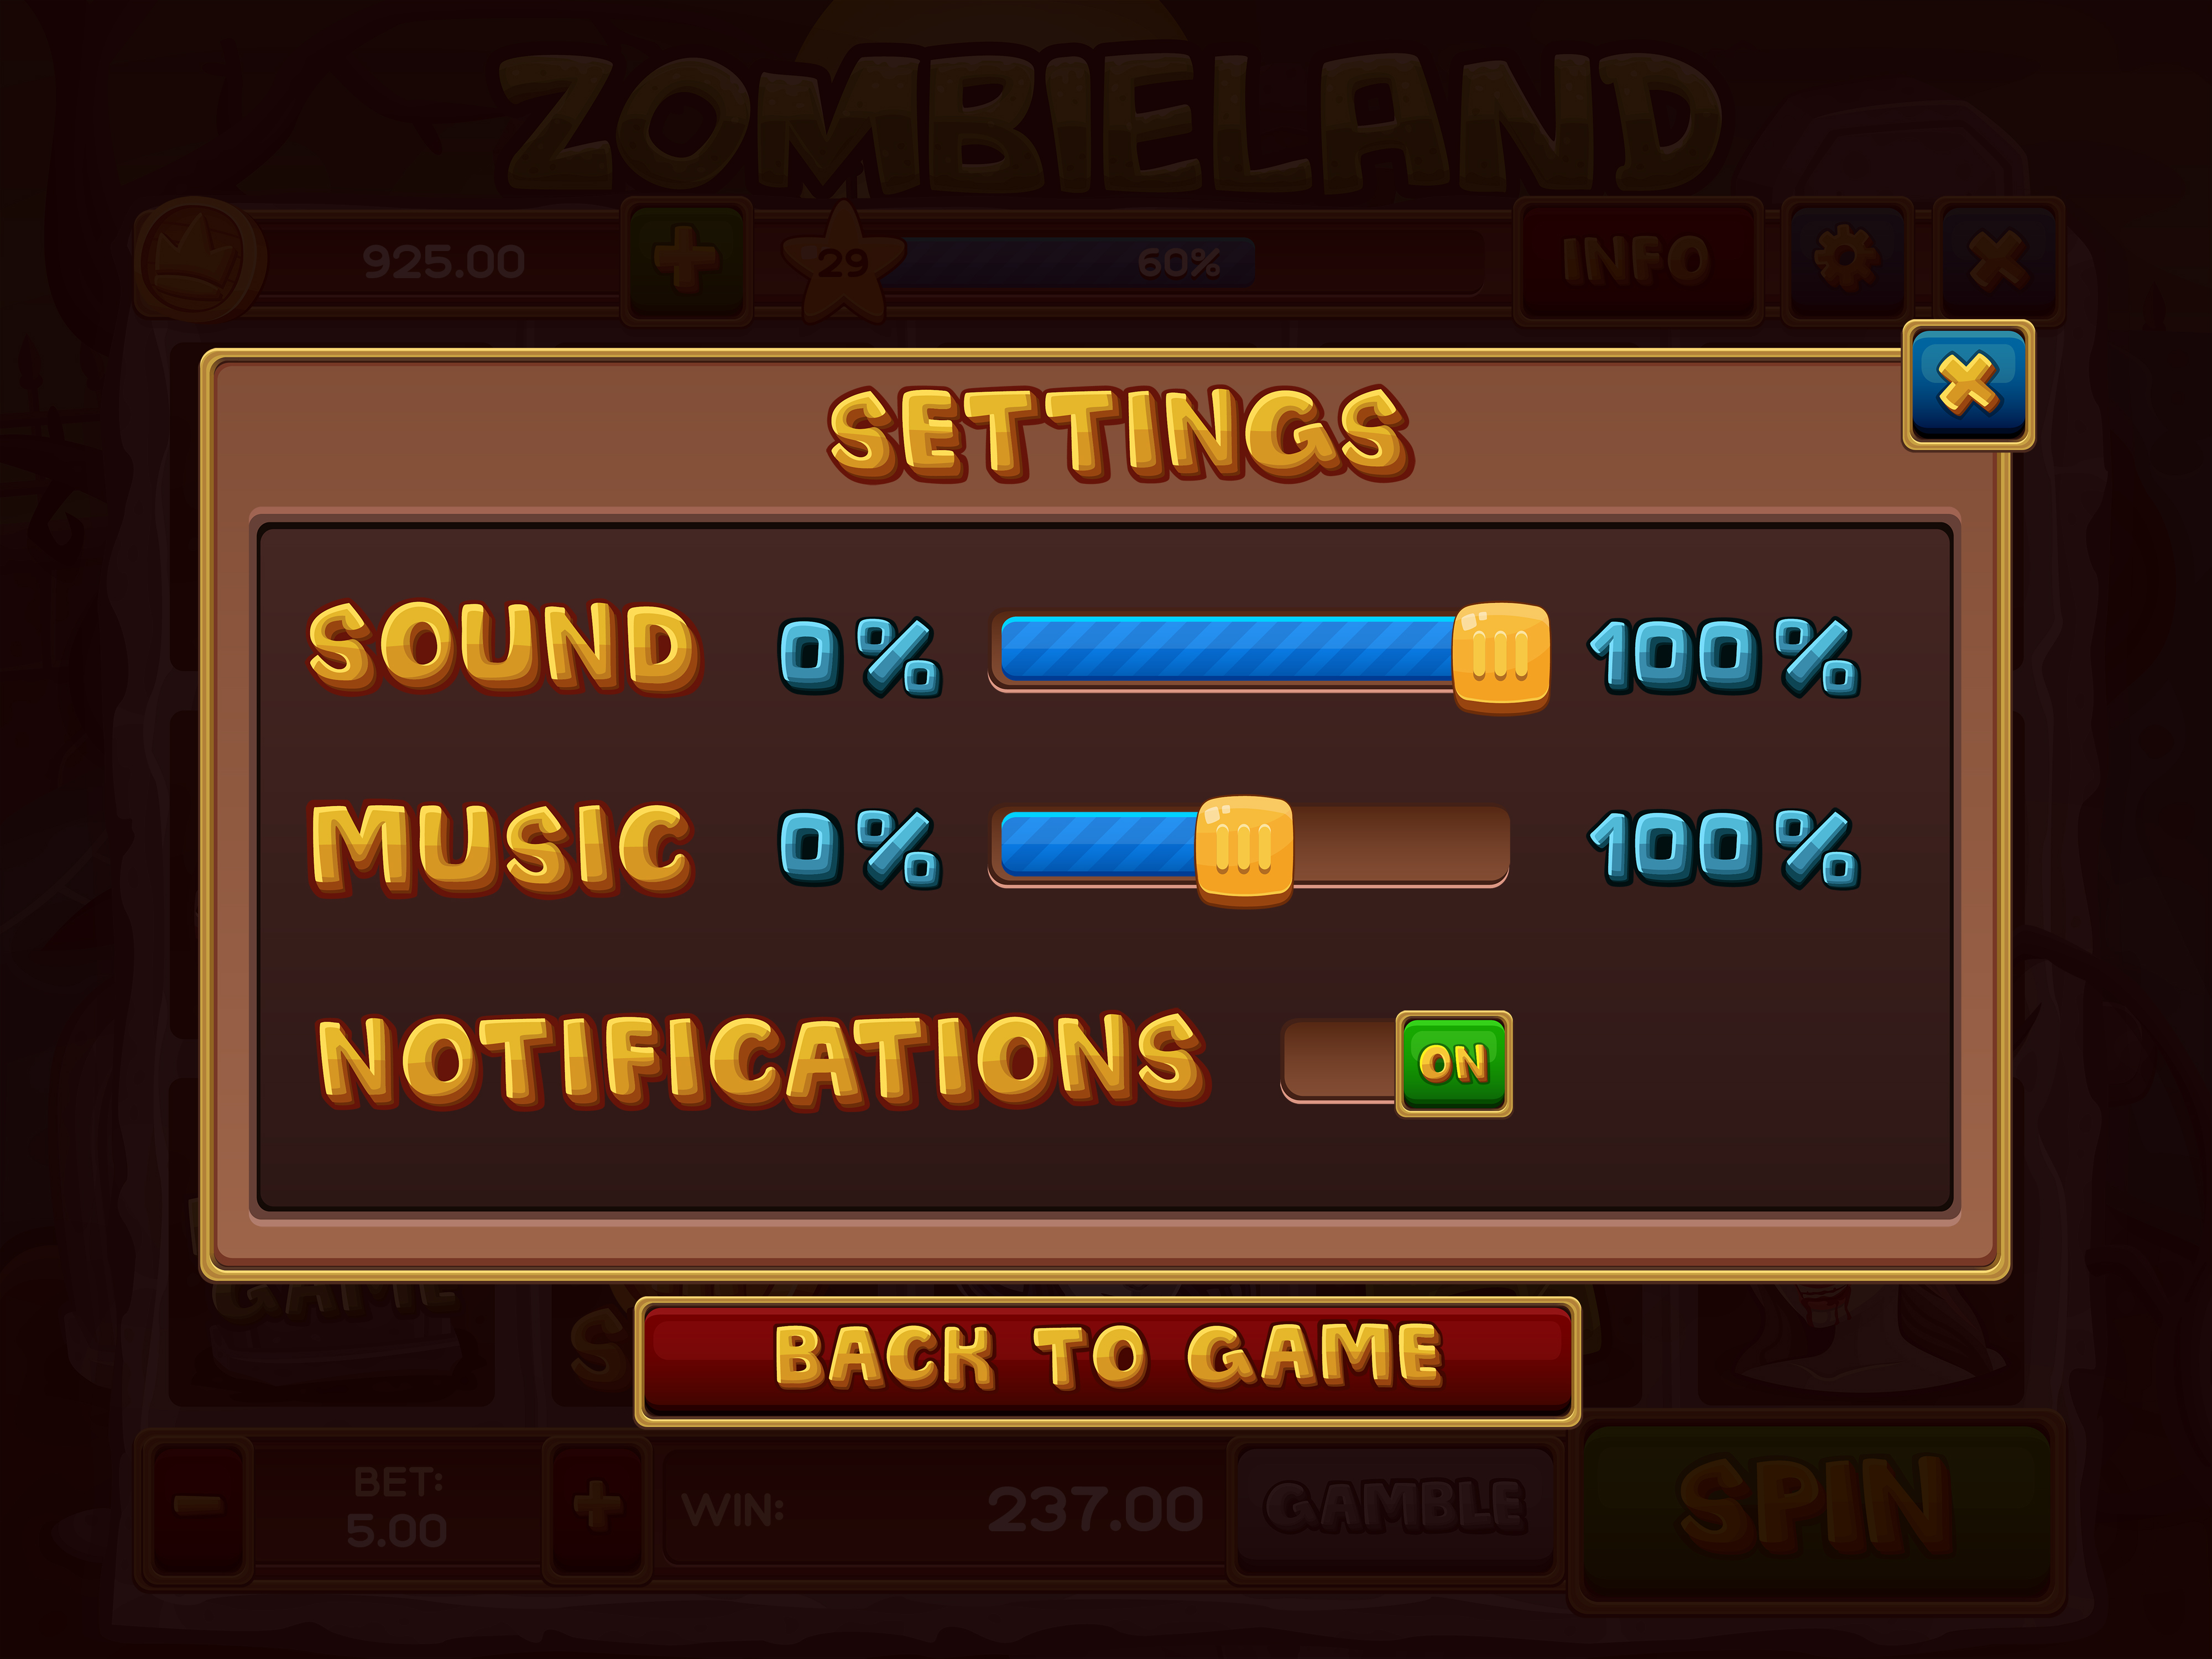 ZOMBIELAND
925.00 29 60% INFO
SETTINGS
SOUND 0% 100%
MUSIC 0% 100%
NOTIFICATIONS ON
GAME
BACK TO GAME
BET:
5.00
WIN: 237.00 GAMBLE SPIN